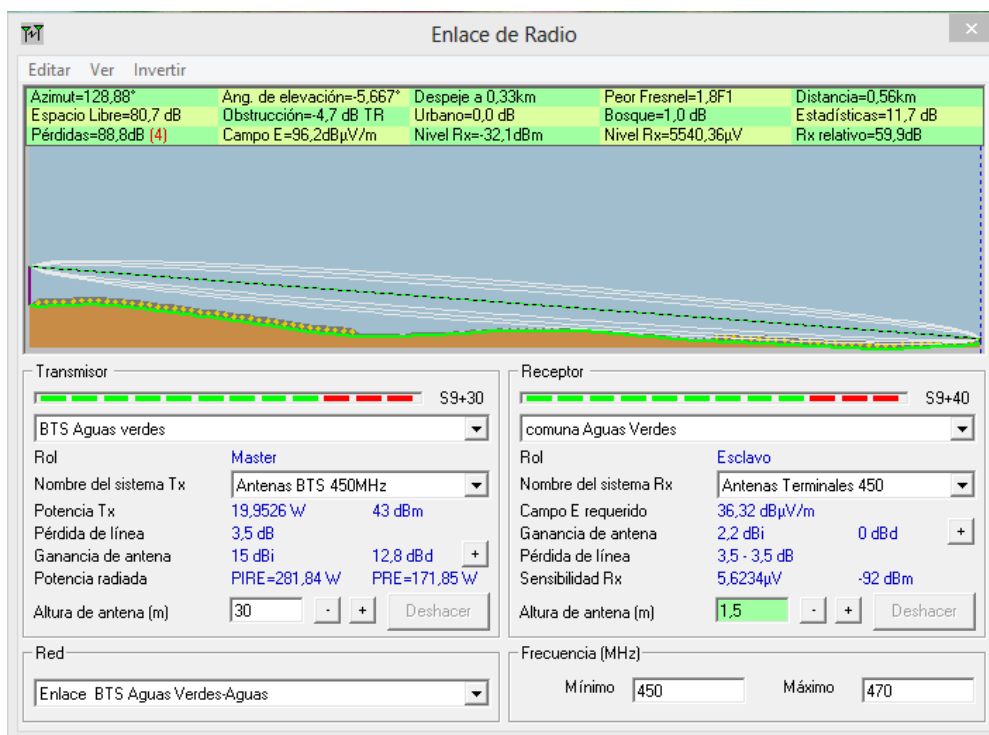 Enlace de Radio
Editar Ver Invertir
Azimut=128,88° Ang. de elevación=-5,667° Despeje a 0,33km Peor Fresnel=1,8F1 Distancia=0,56km
Espacio Libre=80,7 dB Obstrucción=-4,7 dB TR Urbano=0,0 dB Bosque=1,0 dB Estadísticas=11,7 dB
Pérdidas=88,8dB (4) Campo E=96,2dBµV/m Nivel Rx=-32,1dBm Nivel Rx=5540,36µV Rx relativo=59,9dB
Transmisor
S9+30
BTS Aguas verdes
Rol Master
Nombre del sistema Tx Antenas BTS 450MHz
Potencia Tx 19,9526 W 43 dBm
Pérdida de línea 3,5 dB
Ganancia de antena 15 dBi 12,8 dBd +
Potencia radiada PIRE=281,84 W PRE=171,85 W
Altura de antena (m) 30 - + Deshacer
Receptor
S9+40
comuna Aguas Verdes
Rol Esclavo
Nombre del sistema Rx Antenas Terminales 450
Campo E requerido 36,32 dBµV/m
Ganancia de antena 2,2 dBi 0 dBd +
Pérdida de línea 3,5 - 3,5 dB
Sensibilidad Rx 5,6234µV -92 dBm
Altura de antena (m) 1,5 - + Deshacer
Red
Enlace BTS Aguas Verdes-Aguas
Frecuencia (MHz)
Mínimo 450 Máximo 470